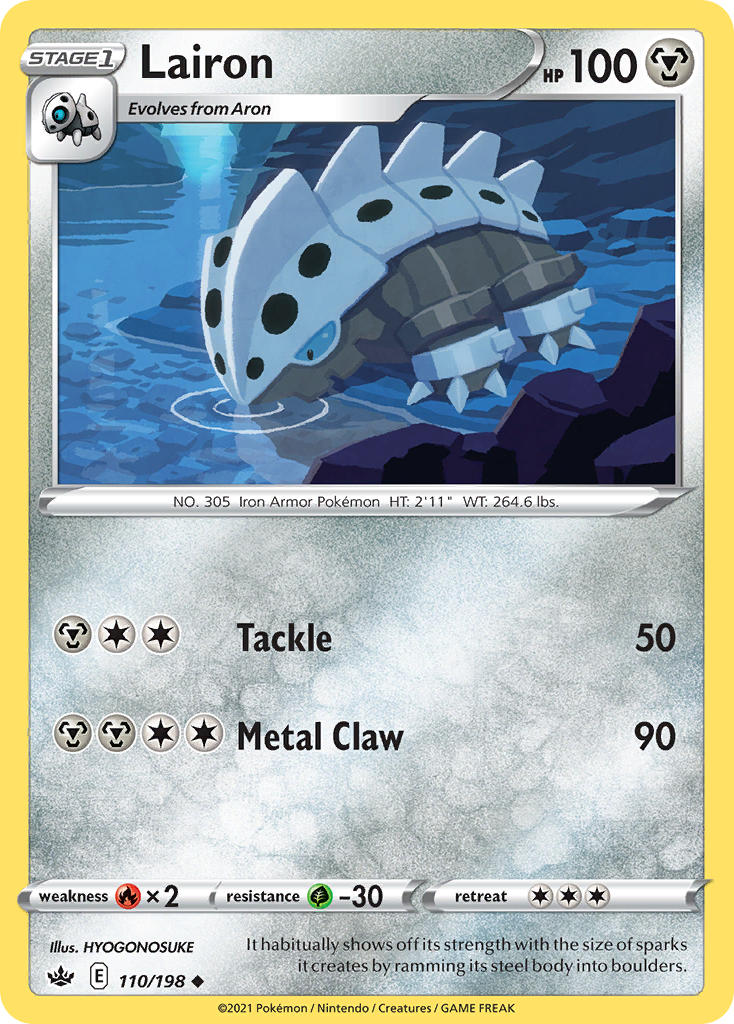 STAGE 1
Lairon
HP 100
Evolves from Aron
NO. 305 Iron Armor Pokémon HT: 2'11" WT: 264.6 lbs.
Tackle 50
Metal Claw 90
weakness ×2 resistance -30 retreat
Illus. HYOGONOSUKE
It habitually shows off its strength with the size of sparks
it creates by ramming its steel body into boulders.
E 110/198
©2021 Pokémon / Nintendo / Creatures / GAME FREAK